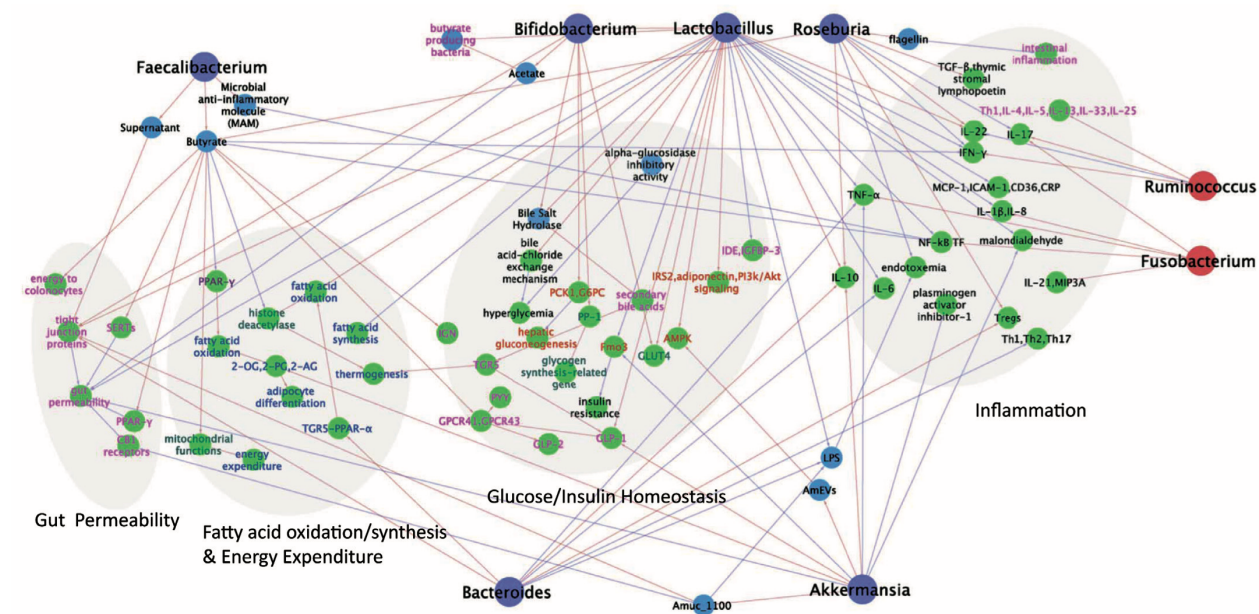 butyrate
producing
bacteria
Bifidobacterium
Lactobacillus
Roseburia
flagellin
intestinal
inflammation
Faecalibacterium
Acetate
TGF-β,thymic
stromal
lymphopoetin
Microbial
anti-inflammatory
molecule
(MAM)
Th1,IL-4,IL-5,IL-13,IL-33,IL-25
Supernatant
Butyrate
IL-22
IL-17
IFN-γ
alpha-glucosidase
inhibitory
activity
TNF-α
MCP-1,ICAM-1,CD36,CRP
Ruminococcus
IL-1β,IL-8
Bile Salt
Hydrolase
bile
acid-chloride
exchange
mechanism
IDE,IGFBP-3
NF-kB TF
malondialdehyde
Fusobacterium
energy to
colonocytes
PPAR-γ
fatty acid
oxidation
PCK1,G6PC
IRS2,adiponectin,PI3k/Akt
signaling
secondary
bile acids
IL-10
endotoxemia
IL-6
IL-21,MIP3A
plasminogen
activator
inhibitor-1
tight
junction
proteins
SERTs
histone
deacetylase
fatty acid
synthesis
IGN
hyperglycemia
PP-1
Tregs
Th1,Th2,Th17
fatty acid
oxidation
hepatic
gluconeogenesis
Fmo3
GLUT4
AMPK
2-OG,2-PG,2-AG
thermogenesis
TGR5
glycogen
synthesis-related
gene
gut
permeability
adipocyte
differentiation
PYY
insulin
resistance
Inflammation
PPAR-γ
CB1
receptors
mitochondrial
functions
TGR5-PPAR-α
GPCR41,GPCR43
GLP-2
GLP-1
energy
expenditure
LPS
AmEVs
Glucose/Insulin Homeostasis
Gut Permeability
Fatty acid oxidation/synthesis
& Energy Expenditure
Bacteroides
Amuc_1100
Akkermansia